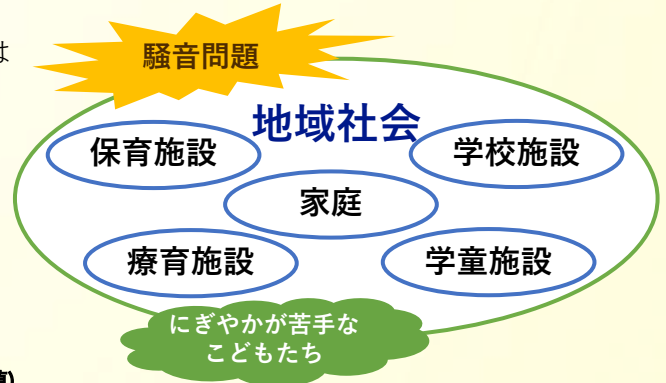 は
騒音問題
地域社会
保育施設
学校施設
家庭
療育施設
学童施設
にぎやかが苦手な
こどもたち